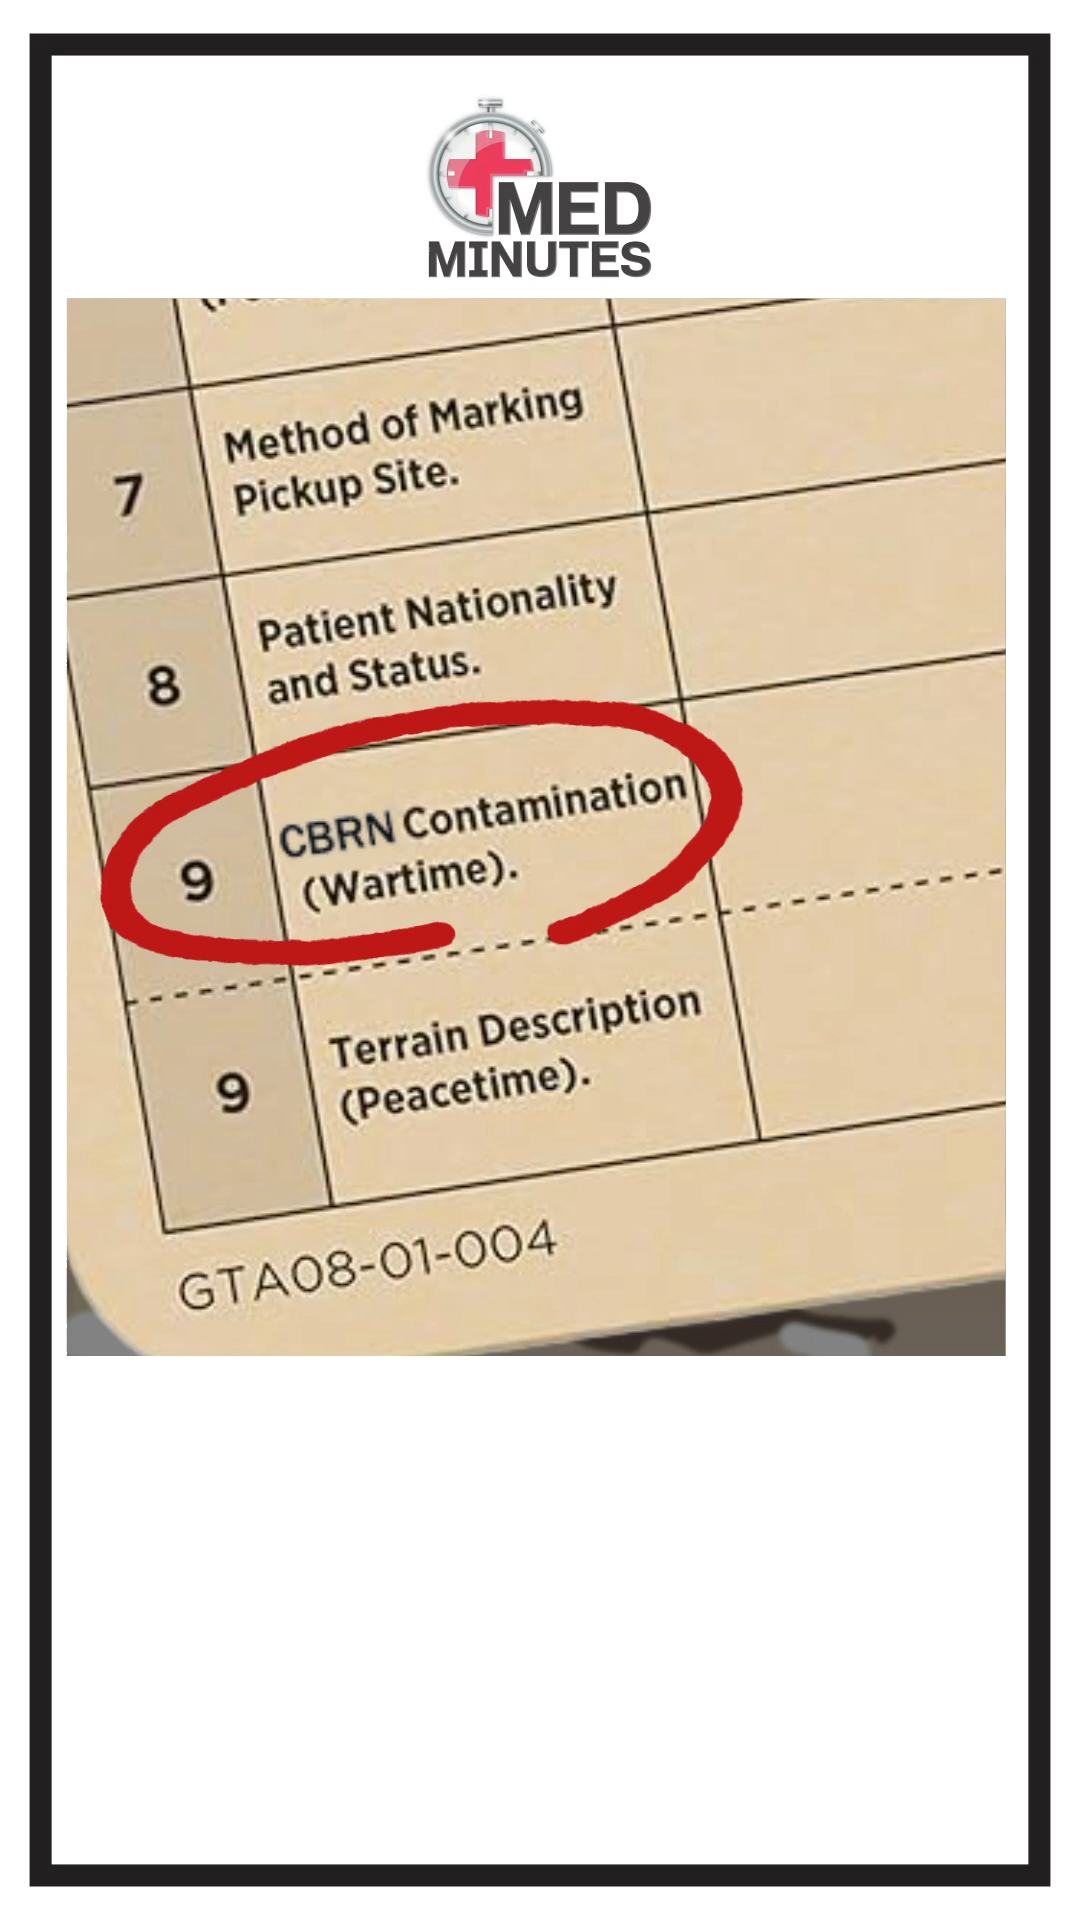 MED
MINUTES
7
Method of Marking
Pickup Site.
8
Patient Nationality
and Status.
9
CBRN Contamination
(Wartime).
9
Terrain Description
(Peacetime).
GTA08-01-004